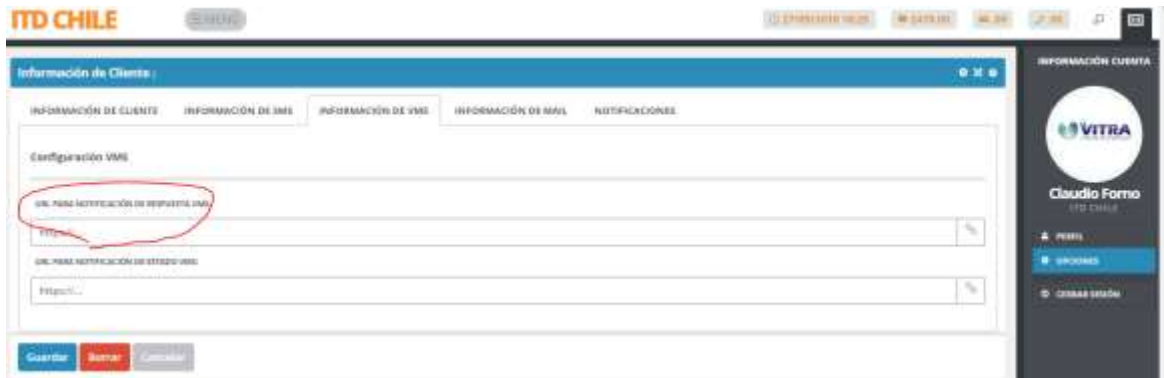 ITD CHILE
MENÚ
Información de Cliente :
INFORMACIÓN CUENTA
INFORMACIÓN DE CLIENTE INFORMACIÓN DE SMS INFORMACIÓN DE VMS INFORMACIÓN DE MAIL NOTIFICACIONES
VITRA
Configuración VMS
Claudio Forno
ITD CHILE
URL PARA NOTIFICACIÓN DE RESPUESTA VMS
PERFIL
URL PARA NOTIFICACIÓN DE ESTADO VMS
OPCIONES
https://...
CERRAR SESIÓN
Guardar Borrar Cancelar